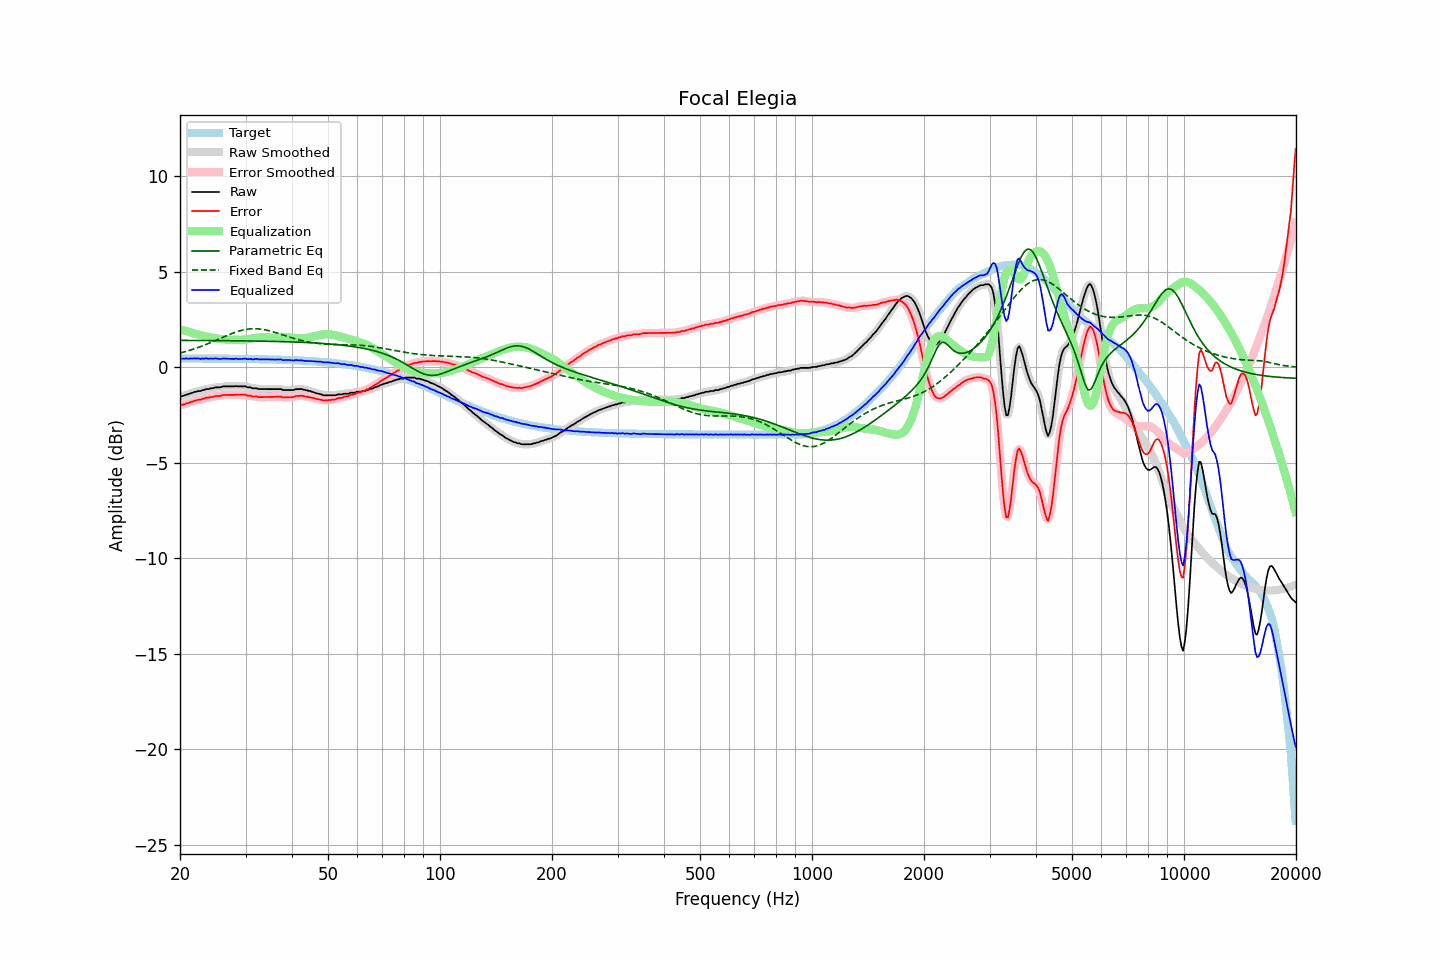 Focal Elegia
Target
Raw Smoothed
Error Smoothed
Raw
Error
Equalization
Parametric Eq
Fixed Band Eq
Equalized
10
5
0
−5
−10
−15
−20
−25
Amplitude (dBr)
20
50
100
200
500
1000
2000
5000
10000
20000
Frequency (Hz)